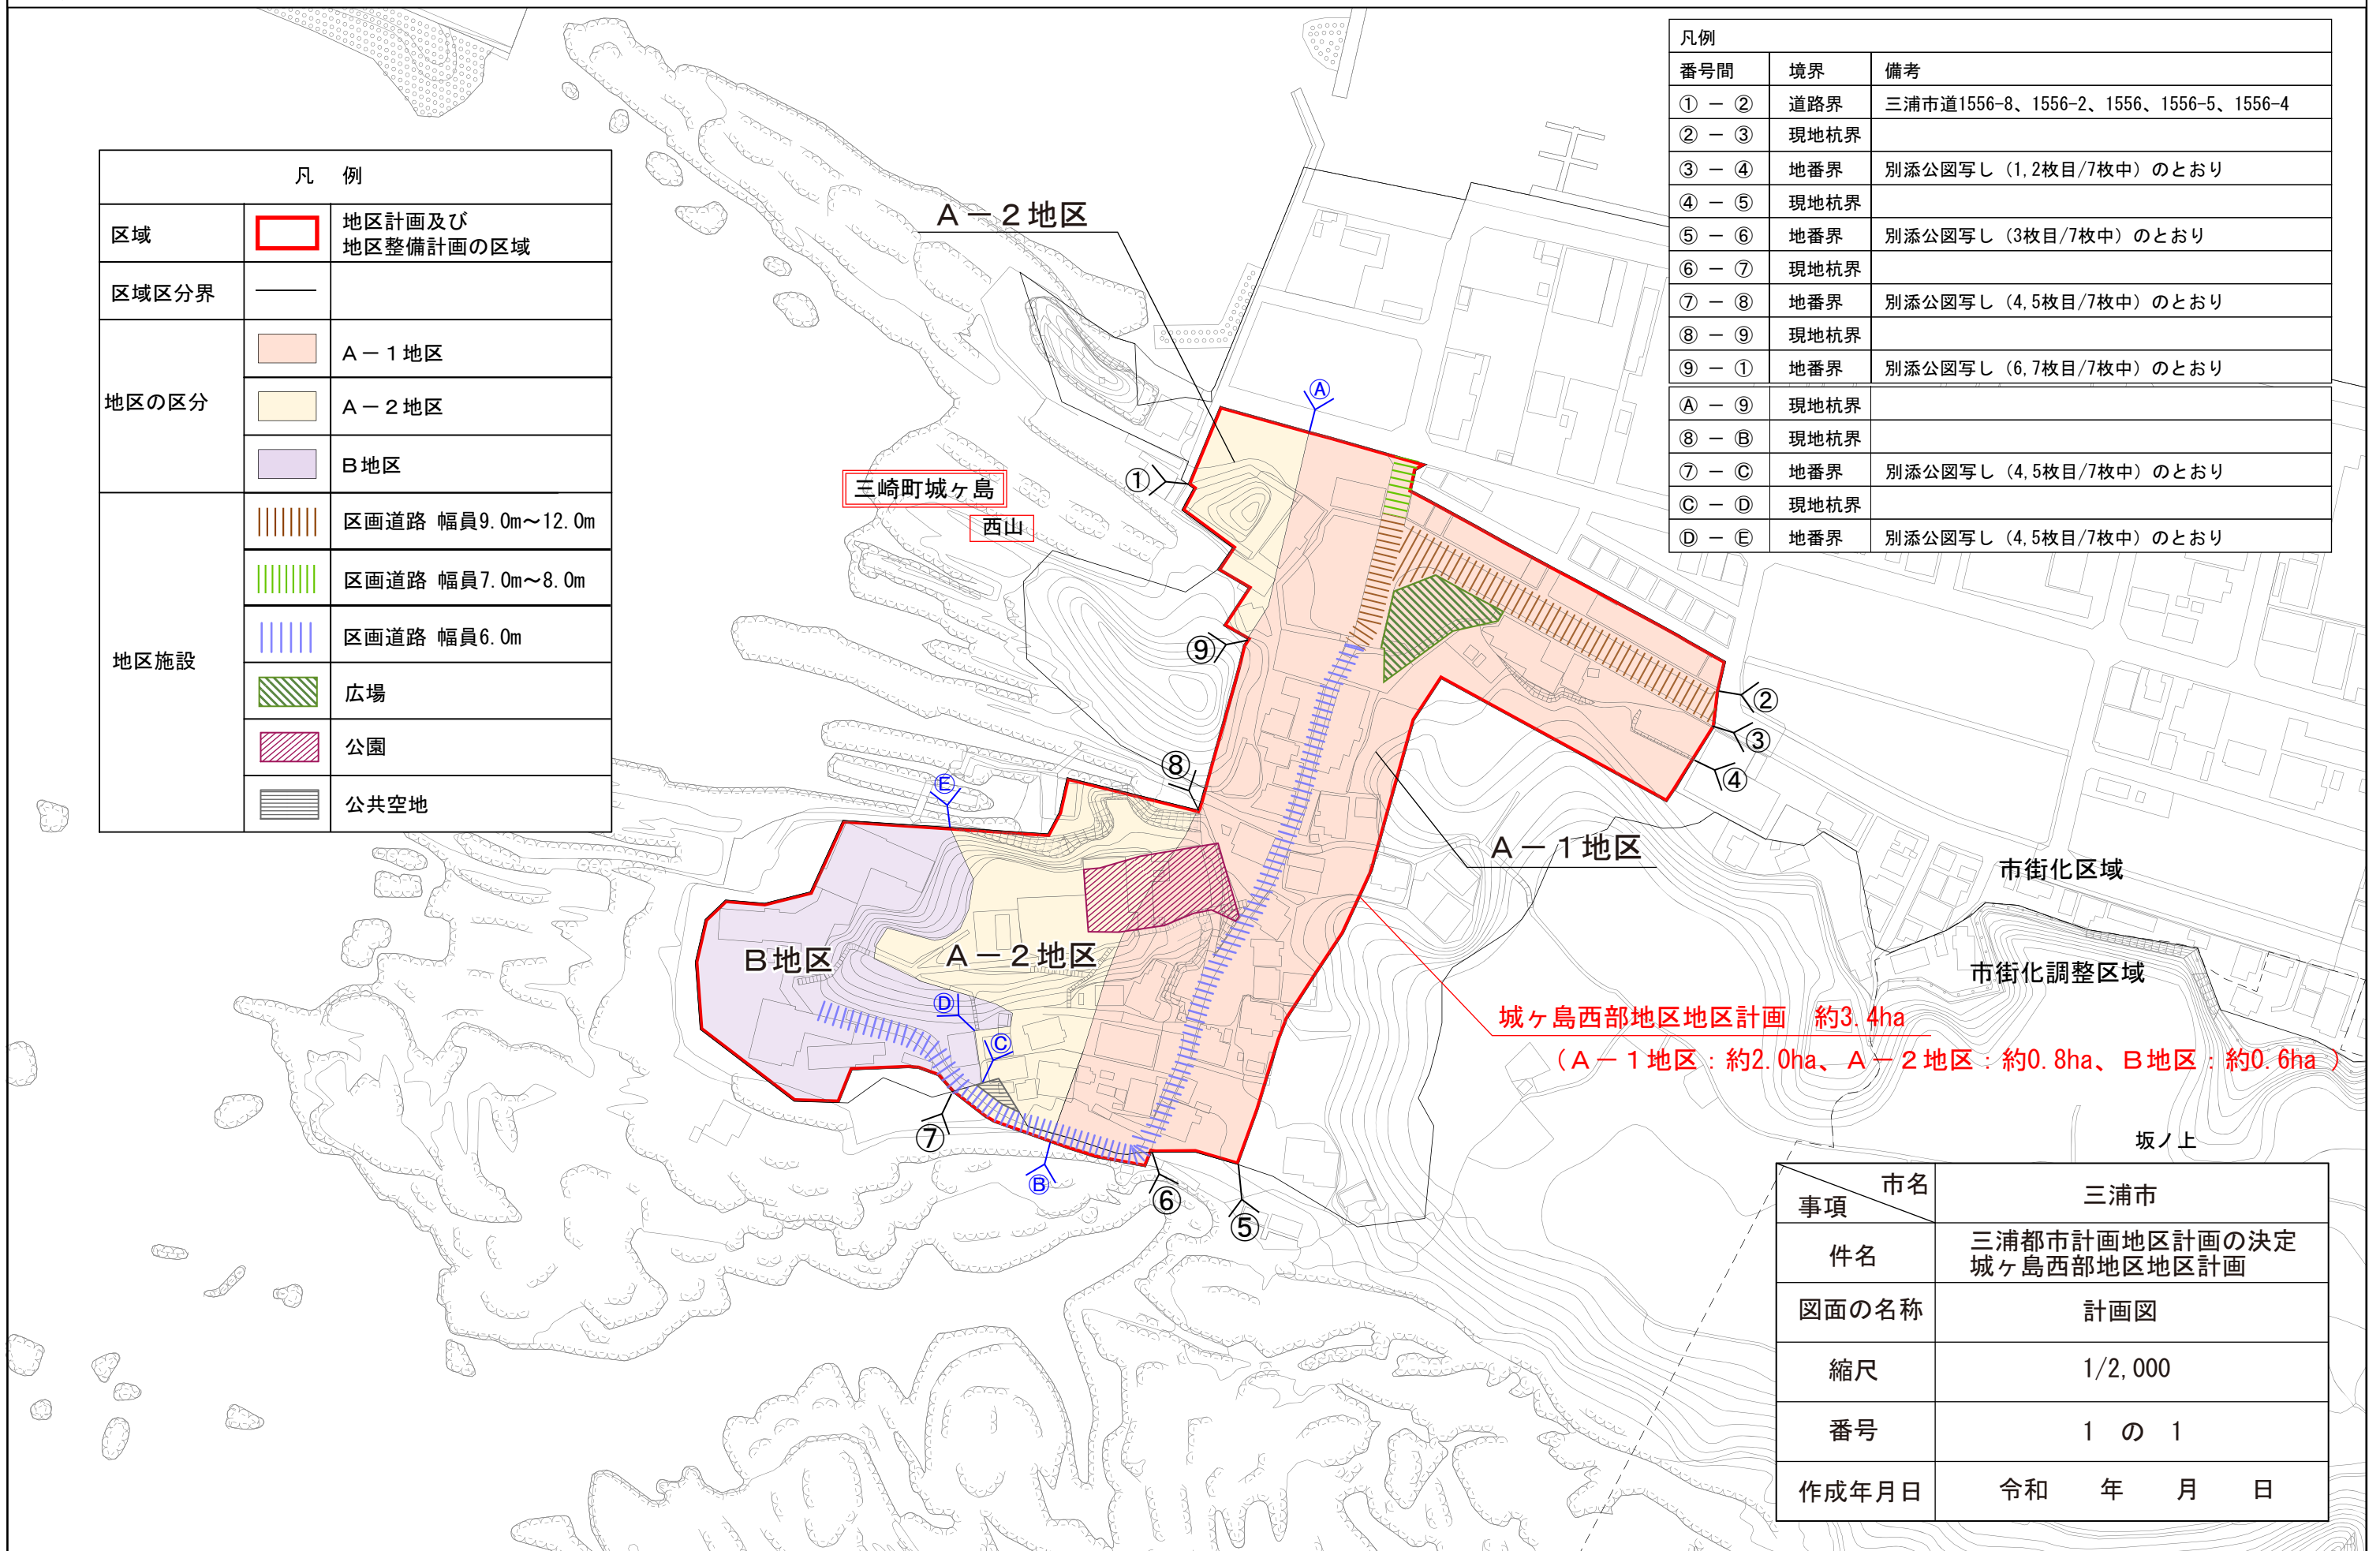 凡　例
区域
地区計画及び
地区整備計画の区域
区域区分界
地区の区分
A－1地区
A－2地区
B地区
地区施設
区画道路 幅員9.0m～12.0m
区画道路 幅員7.0m～8.0m
区画道路 幅員6.0m
広場
公園
公共空地
凡例
番号間 境界 備考
① － ② 道路界 三浦市道1556-8、1556-2、1556、1556-5、1556-4
② － ③ 現地杭界
③ － ④ 地番界 別添公図写し（1,2枚目/7枚中）のとおり
④ － ⑤ 現地杭界
⑤ － ⑥ 地番界 別添公図写し（3枚目/7枚中）のとおり
⑥ － ⑦ 現地杭界
⑦ － ⑧ 地番界 別添公図写し（4,5枚目/7枚中）のとおり
⑧ － ⑨ 現地杭界
⑨ － ① 地番界 別添公図写し（6,7枚目/7枚中）のとおり
Ⓐ － ⑨ 現地杭界
⑧ － Ⓑ 現地杭界
⑦ － Ⓒ 地番界 別添公図写し（4,5枚目/7枚中）のとおり
Ⓒ － Ⓓ 現地杭界
Ⓓ － Ⓔ 地番界 別添公図写し（4,5枚目/7枚中）のとおり
A－2地区
Ⓐ
①
三崎町城ヶ島
西山
⑨
②
③
④
⑧
Ⓔ
A－1地区
市街化区域
B地区
A－2地区
市街化調整区域
Ⓓ
Ⓒ
城ヶ島西部地区地区計画　約3.4ha
（A－1地区：約2.0ha、A－2地区：約0.8ha、B地区：約0.6ha ）
⑦
Ⓑ
⑥
⑤
坂ノ上
市名
事項
三浦市
件名
三浦都市計画地区計画の決定
城ヶ島西部地区地区計画
図面の名称 計画図
縮尺 1/2,000
番号 1　の　1
作成年月日 令和　　年　　月　　日